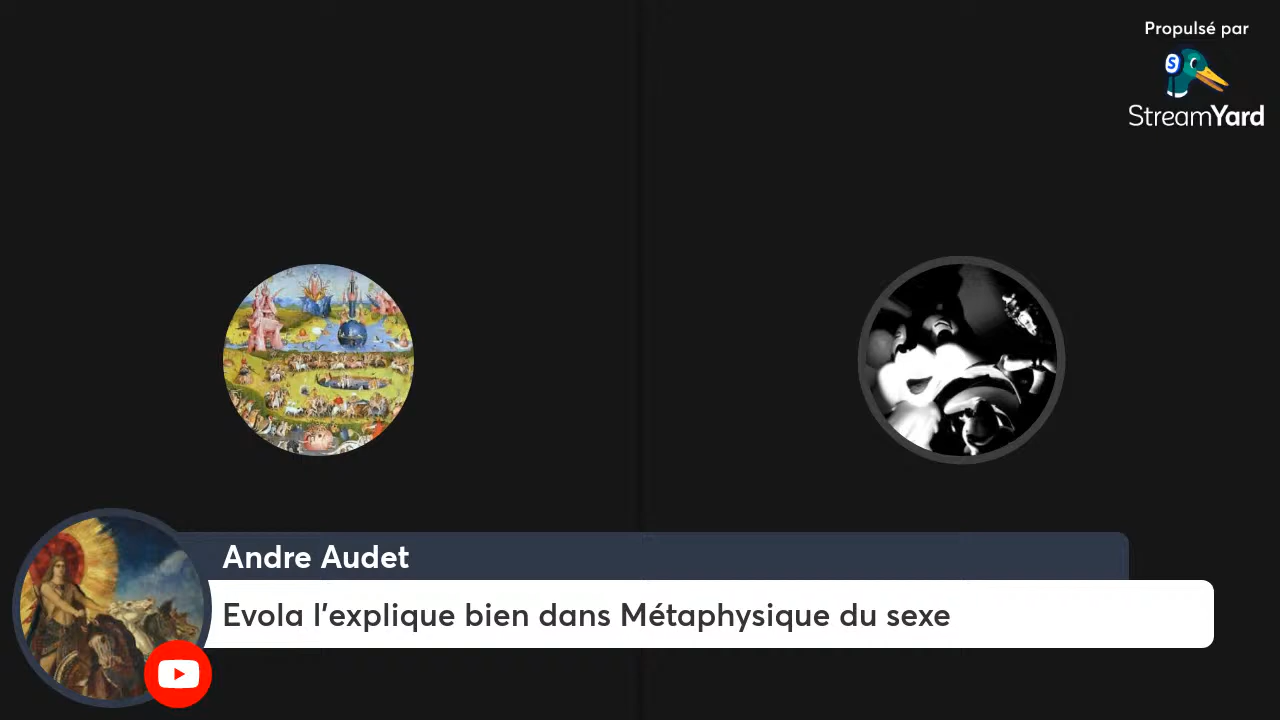 Propulsé par
StreamYard
Andre Audet
Evola l'explique bien dans Métaphysique du sexe